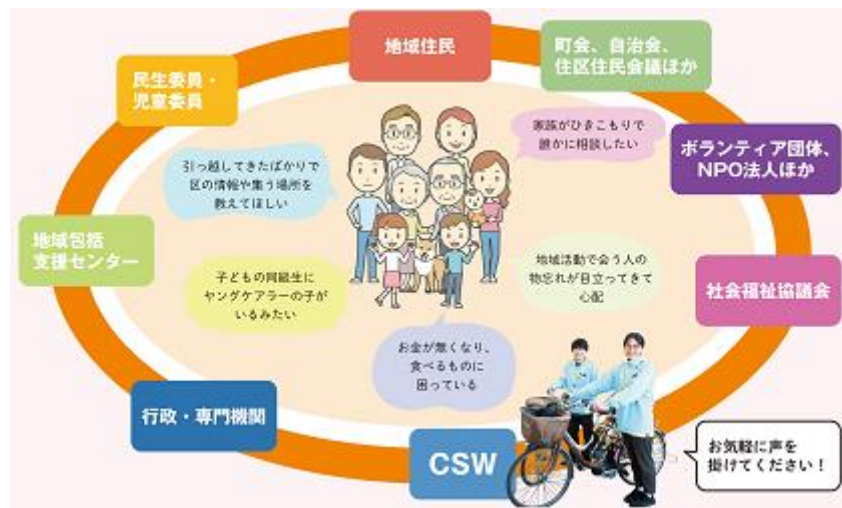 地域住民
町会、自治会、
住区住民会議ほか
民生委員・
児童委員
家族がひきこもりで
誰かに相談したい
ボランティア団体、
NPO法人ほか
引っ越してきたばかりで
区の情報や集う場所を
教えてほしい
地域包括
支援センター
子どもの同級生に
ヤングケアラーの子が
いるみたい
地域活動で会う人の
物忘れが目立ってきて
心配
社会福祉協議会
お金が無くなり、
食べるものに
困っている
行政・専門機関
CSW
お気軽に声を
掛けてください!